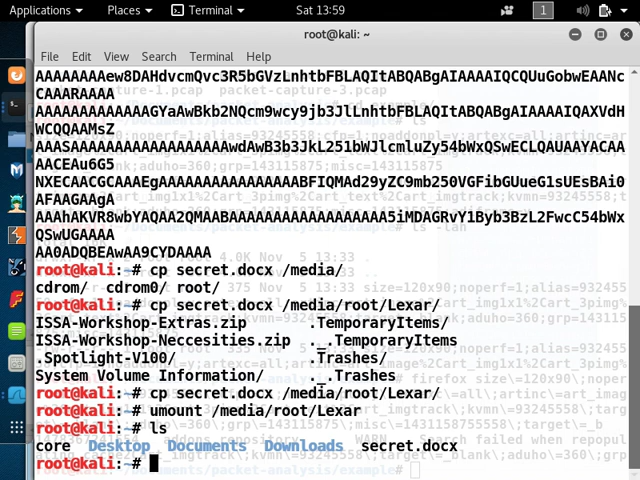 Applications Places Terminal Sat 13:59 1
root@kali: ~
File Edit View Search Terminal Help
AAAAAAAAew8DAHdvcmQvc3R5bGVzLnhtbFBLAQItABQABgAIAAAAIQCQUuGobwEAANc
CAAARAAAA
AAAAAAAAAAAAAGYaAwBkb2NQcm9wcy9jb3JlLnhtbFBLAQItABQABgAIAAAAIQAXVdH
WCQQAAMsZ
AAASAAAAAAAAAAAAAAAAAAAwdAwB3b3JkL251bWJlcmluZy54bWxQSwECLQAUAAYACAA
AACEAu6G5
NXECAACGCAAAEgAAAAAAAAAAAAAAAAAABFIQMAd29yZC9mb250VGFibGUueG1sUEsBAi0
AFAAGAAgA
AAAhAKVR8wbYAQAA2QMAABAAAAAAAAAAAAAAAAAA5iMDAGRvY1Byb3BzL2FwcC54bWx
QSwUGAAAA
AA0ADQBEAwAA9CYDAAAA
root@kali:~# cp secret.docx /media/
cdrom/ cdrom0/ root/
root@kali:~# cp secret.docx /media/root/Lexar/
ISSA-Workshop-Extras.zip .TemporaryItems/
ISSA-Workshop-Neccesities.zip ._.TemporaryItems
.Spotlight-V100/ .Trashes/
System Volume Information/ ._.Trashes
root@kali:~# cp secret.docx /media/root/Lexar/
root@kali:~# umount /media/root/Lexar
root@kali:~# ls
core Desktop Documents Downloads secret.docx
root@kali:~#